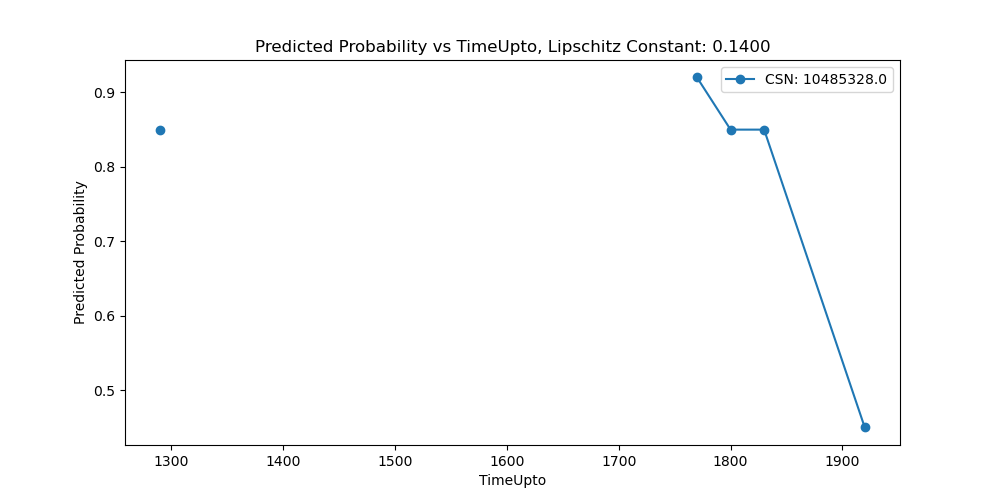 Predicted Probability vs TimeUpto, Lipschitz Constant: 0.1400
CSN: 10485328.0
0.9
0.8
0.7
0.6
0.5
Predicted Probability
1300 1400 1500 1600 1700 1800 1900
TimeUpto